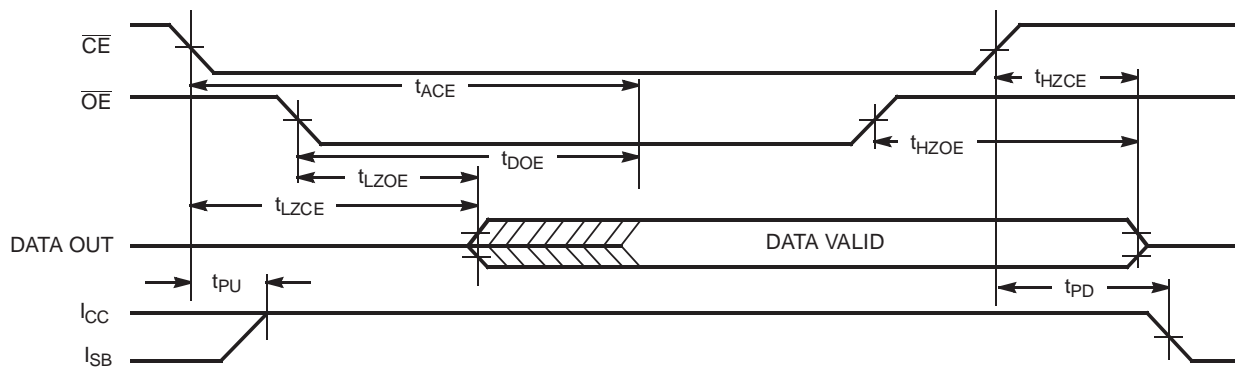 CE
tACE
tHZCE
OE
tHZOE
tDOE
tLZOE
tLZCE
DATA OUT
DATA VALID
tPU
tPD
ICC
ISB